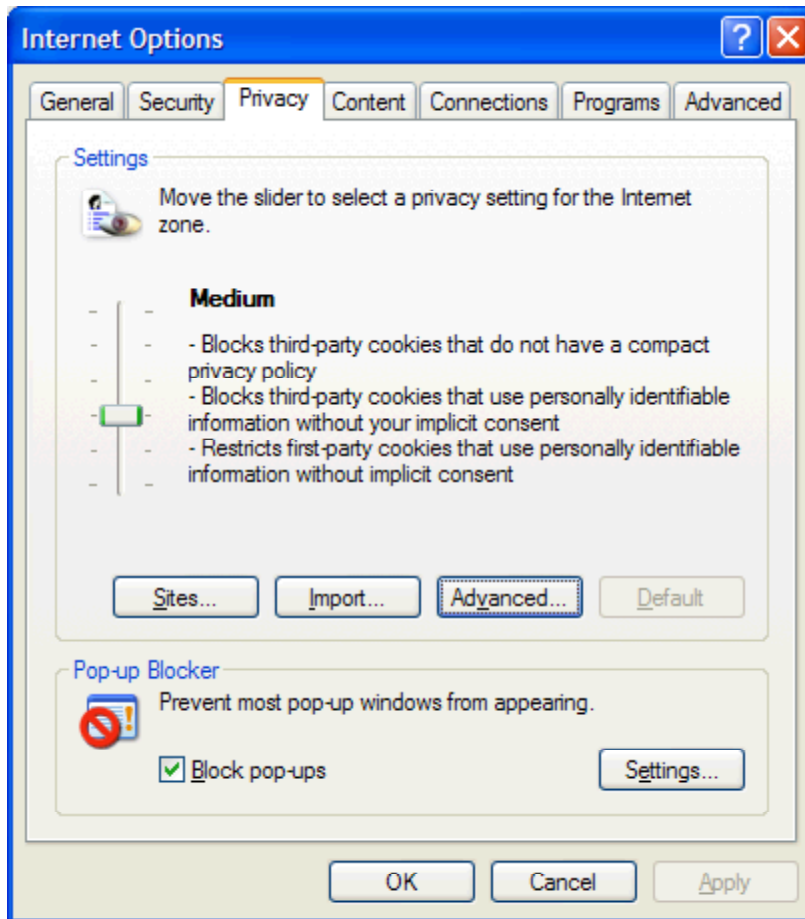 Internet Options
General Security Privacy Content Connections Programs Advanced
Settings
Move the slider to select a privacy setting for the Internet
zone.
Medium
- Blocks third-party cookies that do not have a compact
privacy policy
- Blocks third-party cookies that use personally identifiable
information without your implicit consent
- Restricts first-party cookies that use personally identifiable
information without implicit consent
Sites... Import... Advanced... Default
Pop-up Blocker
Prevent most pop-up windows from appearing.
Block pop-ups Settings...
OK Cancel Apply